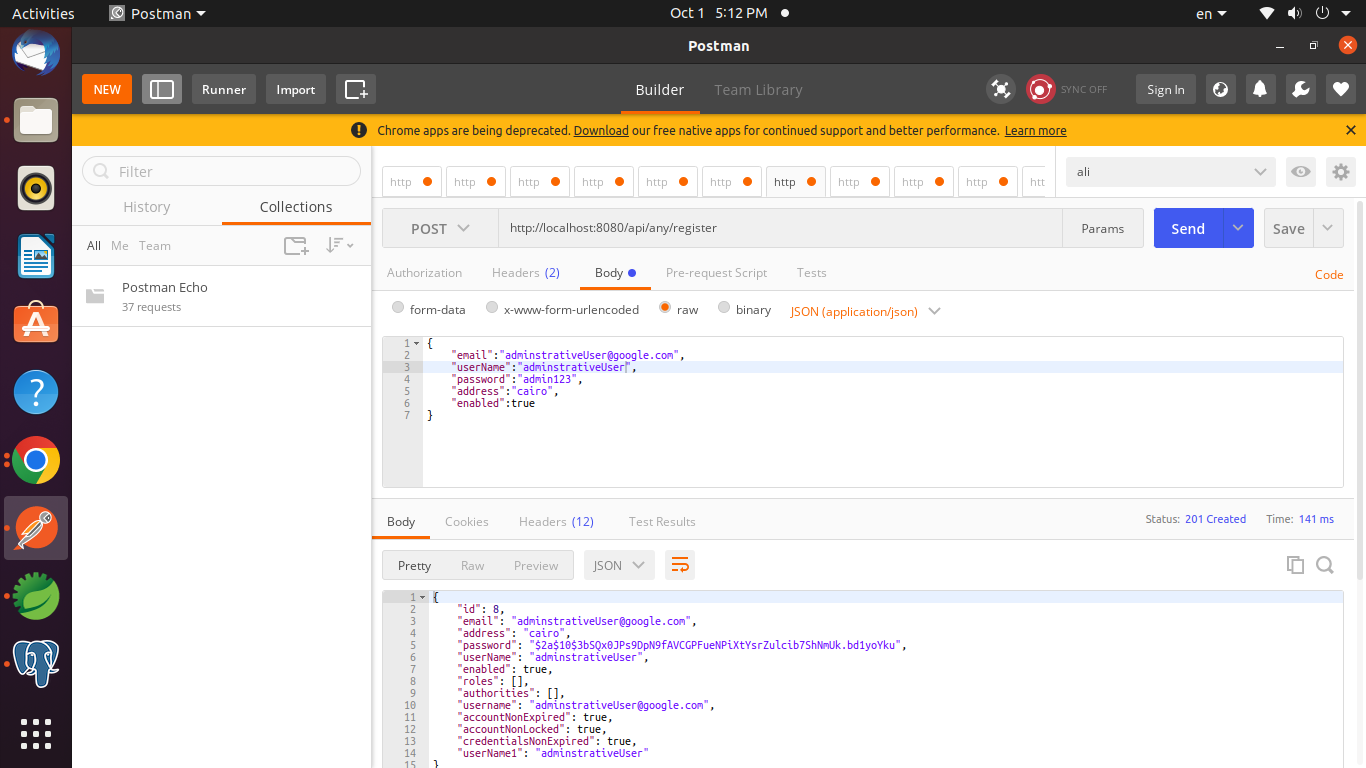 Activities Postman Oct 1 5:12 PM en
Postman
NEW Runner Import Builder Team Library SYNC OFF Sign In
Chrome apps are being deprecated. Download our free native apps for continued support and better performance. Learn more
Filter
History Collections
All Me Team
Postman Echo
37 requests
http http http http http http http http http http htt
ali
POST http://localhost:8080/api/any/register Params Send Save
Authorization Headers (2) Body Pre-request Script Tests Code
form-data x-www-form-urlencoded raw binary JSON (application/json)
1 {
2 "email":"adminstrativeUser@google.com",
3 "userName":"adminstrativeUser",
4 "password":"admin123",
5 "address":"cairo",
6 "enabled":true
7 }
Body Cookies Headers (12) Test Results Status: 201 Created Time: 141 ms
Pretty Raw Preview JSON
1 {
2 "id": 8,
3 "email": "adminstrativeUser@google.com",
4 "address": "cairo",
5 "password": "$2a$10$3bSQx0JPs9DpN9fAVCGPFueNPiXtYsrZulcib7ShNmUk.bd1yoYku",
6 "userName": "adminstrativeUser",
7 "enabled": true,
8 "roles": [],
9 "authorities": [],
10 "username": "adminstrativeUser@google.com",
11 "accountNonExpired": true,
12 "accountNonLocked": true,
13 "credentialsNonExpired": true,
14 "userName1": "adminstrativeUser"
15 }